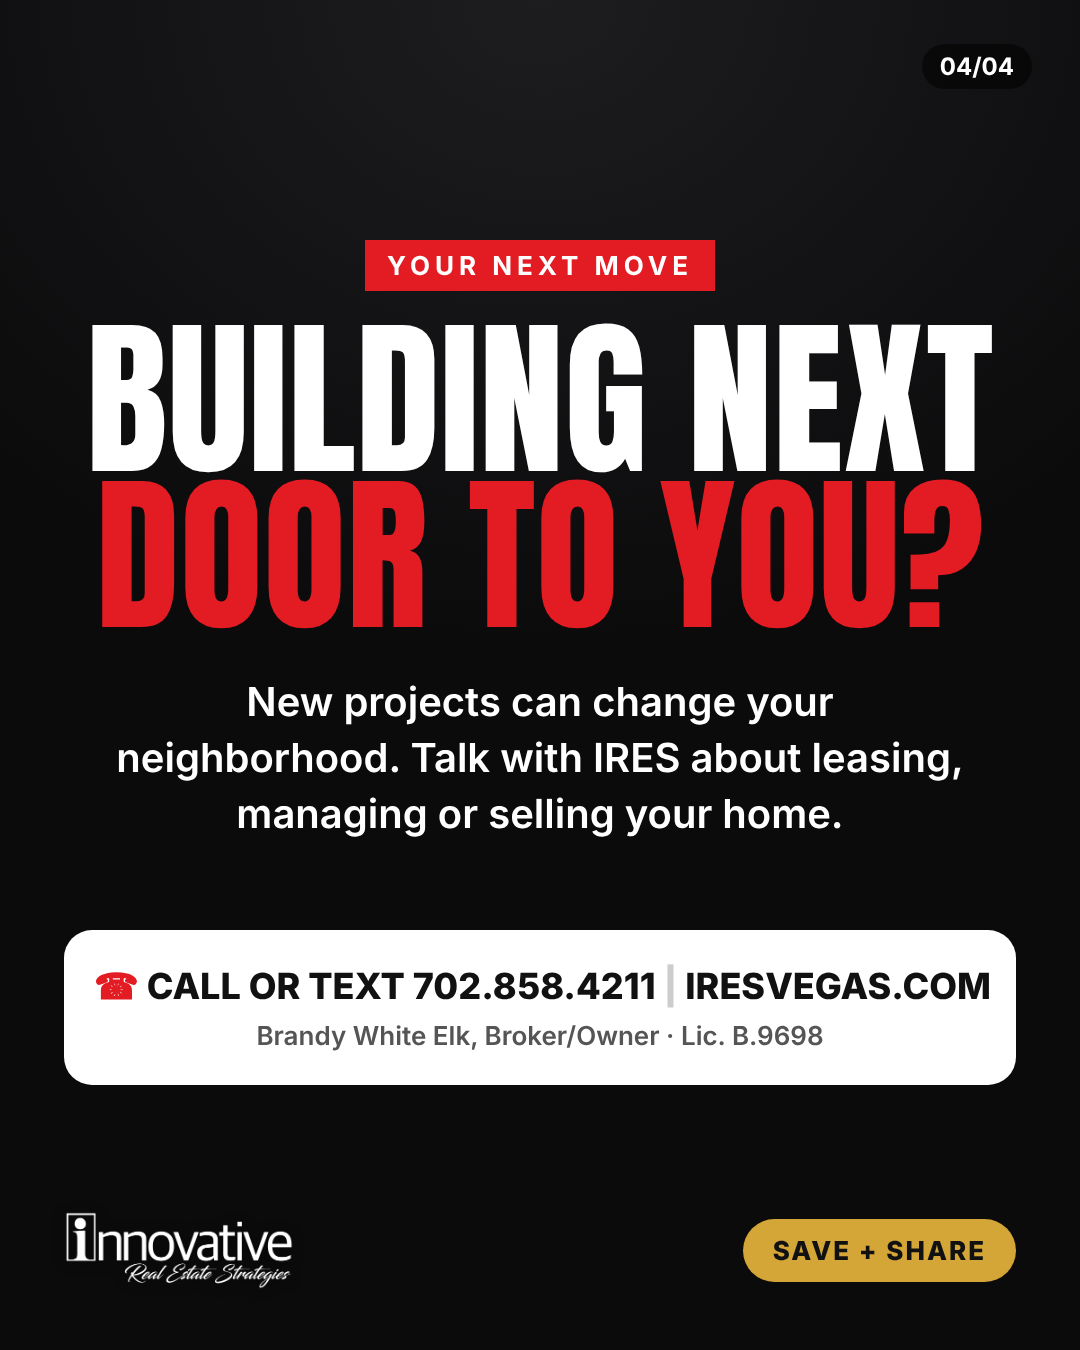 04/04
YOUR NEXT MOVE
BUILDING NEXT
DOOR TO YOU?
New projects can change your
neighborhood. Talk with IRES about leasing,
managing or selling your home.
☎ CALL OR TEXT 702.858.4211 | IRESVEGAS.COM
Brandy White Elk, Broker/Owner · Lic. B.9698
innovative
Real Estate Strategies
SAVE + SHARE